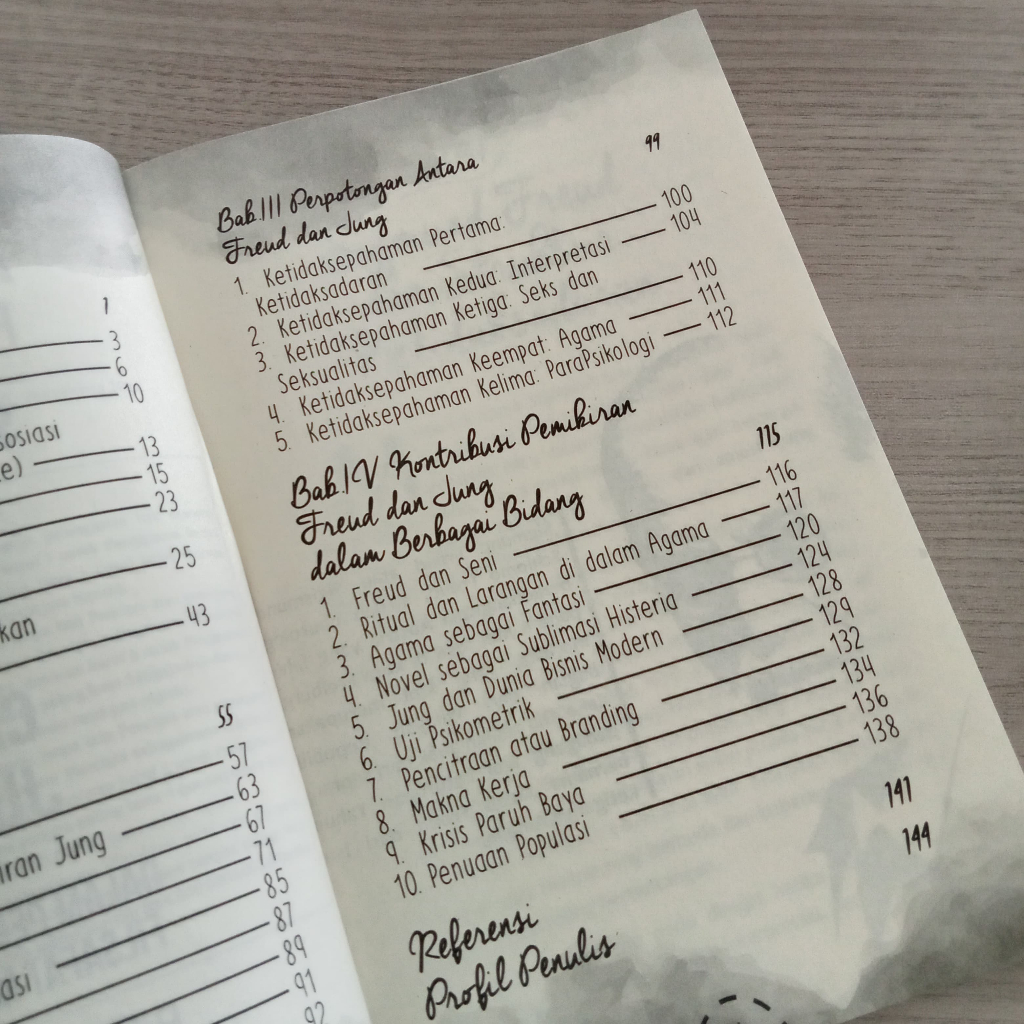 1
3
6
10
sosiasi
e) 13
15
23
25
kan 43
55
57
63
iran Jung 67
71
85
87
asi 89
91
92
Bab III Perpotongan Antara 99
Freud dan Jung
1. Ketidaksepahaman Pertama:
Ketidaksadaran 100
2. Ketidaksepahaman Kedua: Interpretasi 104
3. Ketidaksepahaman Ketiga: Seks dan
Seksualitas 110
4. Ketidaksepahaman Keempat: Agama 111
5. Ketidaksepahaman Kelima: ParaPsikologi 112
Bab IV Kontribusi Pemikiran 115
Freud dan Jung
dalam Berbagai Bidang
1. Freud dan Seni 116
2. Ritual dan Larangan di dalam Agama 117
3. Agama sebagai Fantasi 120
4. Novel sebagai Sublimasi Histeria 124
5. Jung dan Dunia Bisnis Modern 128
6. Uji Psikometrik 129
7. Pencitraan atau Branding 132
8. Makna Kerja 134
9. Krisis Paruh Baya 136
10. Penuaan Populasi 138
Referensi 141
Profil Penulis 144